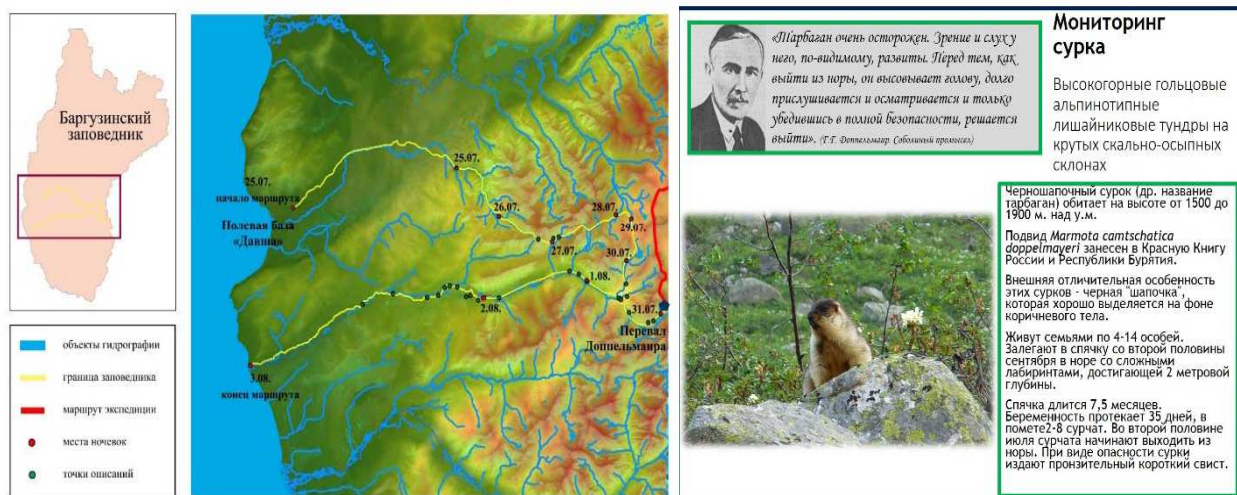 Баргузинский
заповедник
объекты гидрографии
граница заповедника
маршрут экспедиции
места ночевок
точки описаний
25.07.
начало маршрута
Полевая база
«Давша»
25.07.
26.07.
27.07.
28.07.
29.07.
30.07.
1.08.
31.07.
Перевал
Доппельмаира
2.08.
3.08.
конец маршрута
«Тарбаган очень осторожен. Зрение и слух у
него, по-видимому, развиты. Перед тем, как
выйти из норы, он высовывает голову, долго
прислушивается и осматривается и только
убедившись в полной безопасности, решается
выйти». (Г.Г. Доппельмаир. Соболиный промысел)
Мониторинг
сурка
Высокогорные гольцовые
альпинотипные
лишайниковые тундры на
крутых скально-осыпных
склонах
Черношапочный сурок (др. название
тарбаган) обитает на высоте от 1500 до
1900 м. над у.м.
Подвид Marmota camtschatica
doppelmayeri занесен в Красную Книгу
России и Республики Бурятия.
Внешняя отличительная особенность
этих сурков - черная "шапочка",
которая хорошо выделяется на фоне
коричневого тела.
Живут семьями по 4-14 особей.
Залегают в спячку со второй половины
сентября в норе со сложными
лабиринтами, достигающей 2 метровой
глубины.
Спячка длится 7,5 месяцев.
Беременность протекает 35 дней, в
помете2-8 сурчат. Во второй половине
июля сурчата начинают выходить из
норы. При виде опасности сурки
издают пронзительный короткий свист.